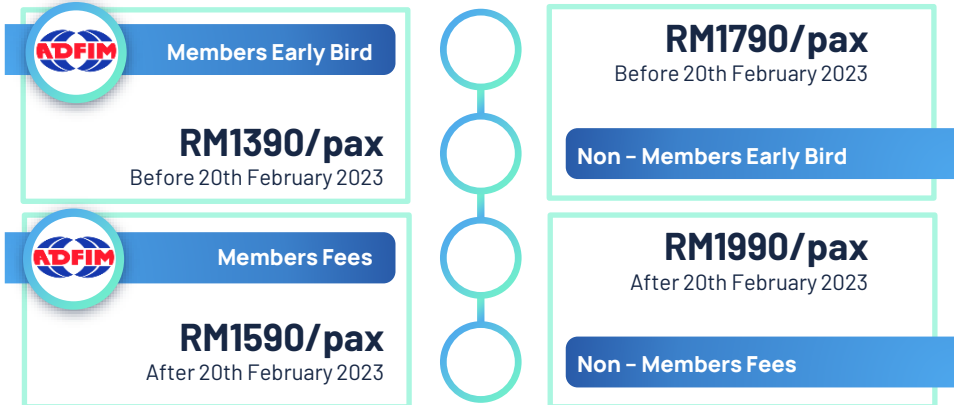 ADFIM
Members Early Bird
RM1390/pax
Before 20th February 2023
RM1790/pax
Before 20th February 2023
Non – Members Early Bird
ADFIM
Members Fees
RM1590/pax
After 20th February 2023
RM1990/pax
After 20th February 2023
Non – Members Fees